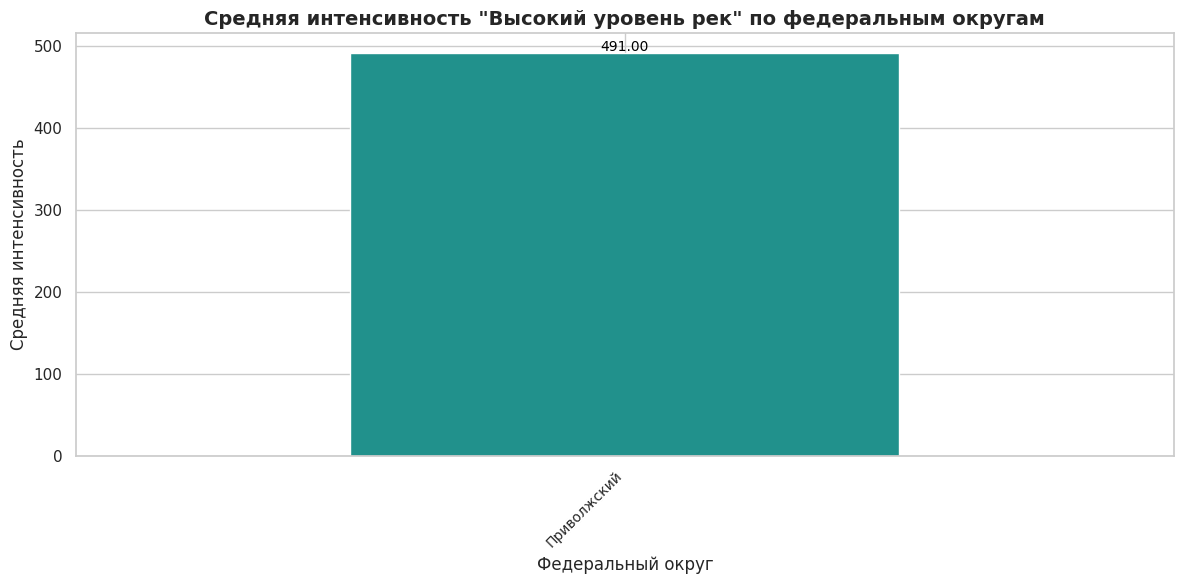 Средняя интенсивность "Высокий уровень рек" по федеральным округам
Средняя интенсивность
500
400
300
200
100
0
491.00
Приволжский
Федеральный округ